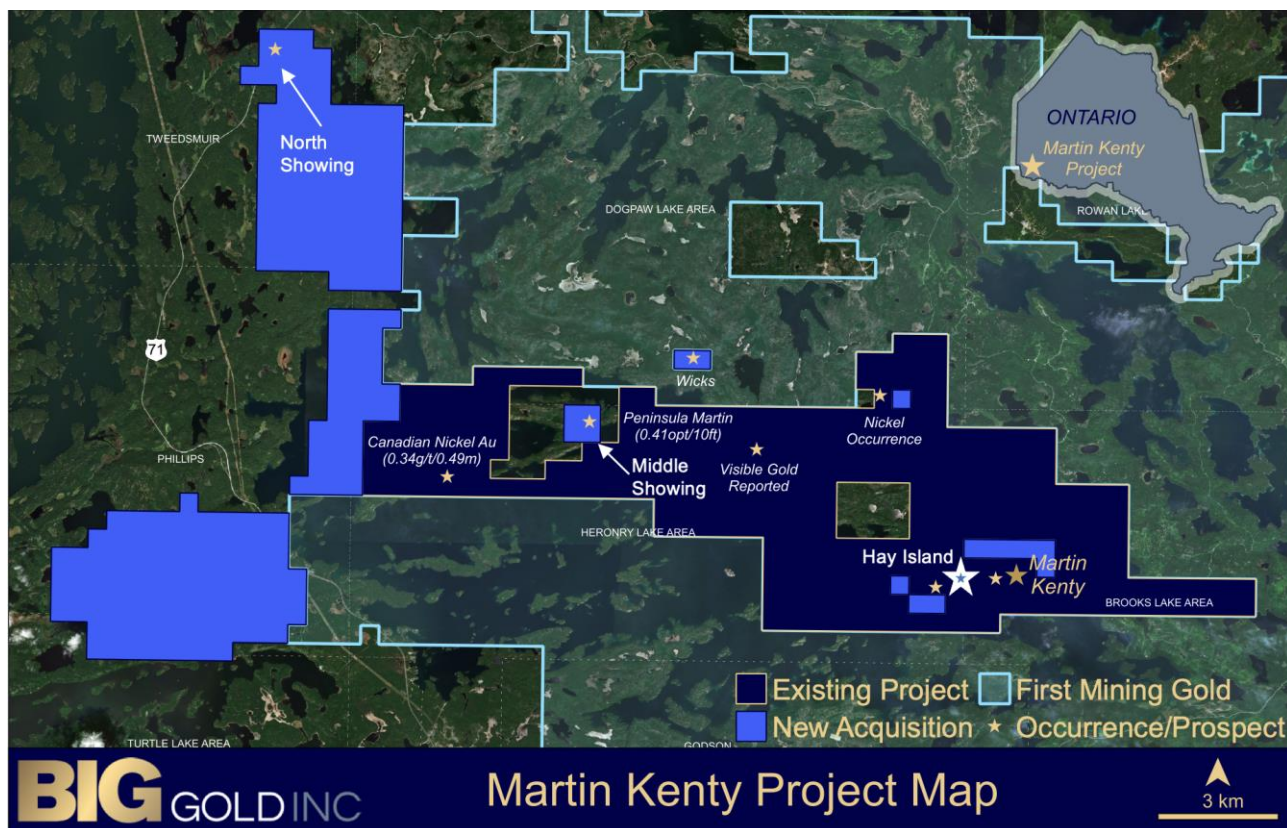 ONTARIO
Martin Kenty
Project
North
Showing
TWEEDSMUIR
DOGPAW LAKE AREA
ROWAN LAKE
71
Wicks
Canadian Nickel Au
(0.34g/t/0.49m)
Peninsula Martin
(0.41opt/10ft)
Middle
Showing
Visible Gold
Reported
Nickel
Occurrence
PHILLIPS
HERONRY LAKE AREA
Hay Island
Martin
Kenty
BROOKS LAKE AREA
Existing Project
First Mining Gold
New Acquisition
Occurrence/Prospect
TURTLE LAKE AREA
GODSON
BIG GOLD INC
Martin Kenty Project Map
3 km